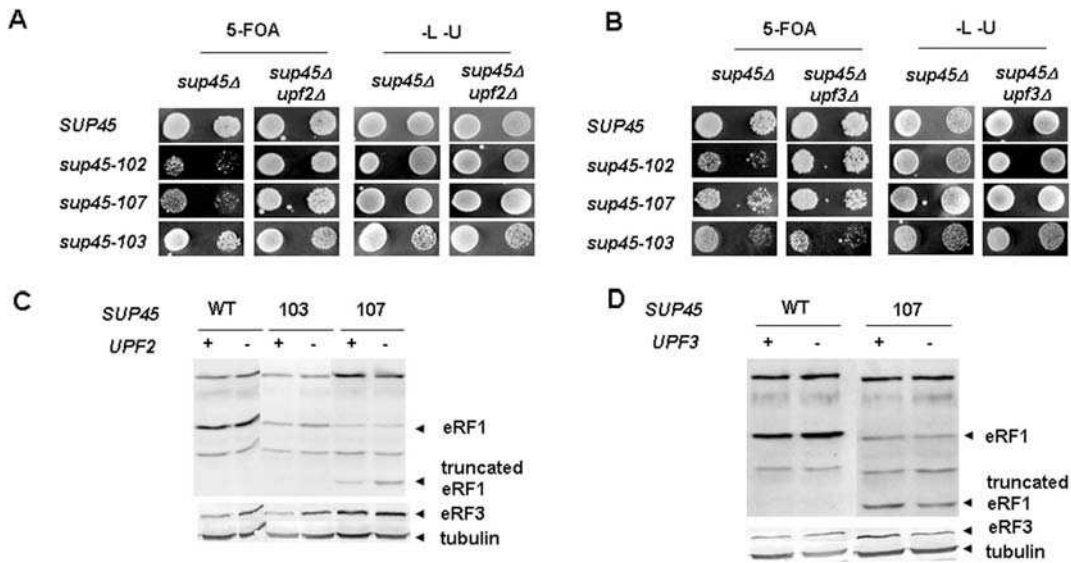 A
5-FOA
-L -U
sup45Δ
sup45Δ upf2Δ
sup45Δ
sup45Δ upf2Δ
SUP45
sup45-102
sup45-107
sup45-103
B
5-FOA
-L -U
sup45Δ
sup45Δ upf3Δ
sup45Δ
sup45Δ upf3Δ
SUP45
sup45-102
sup45-107
sup45-103
C
SUP45 WT 103 107
UPF2 + - + - + -
eRF1
truncated
eRF1
eRF3
tubulin
D
SUP45 WT 107
UPF3 + - + -
eRF1
truncated
eRF1
eRF3
tubulin